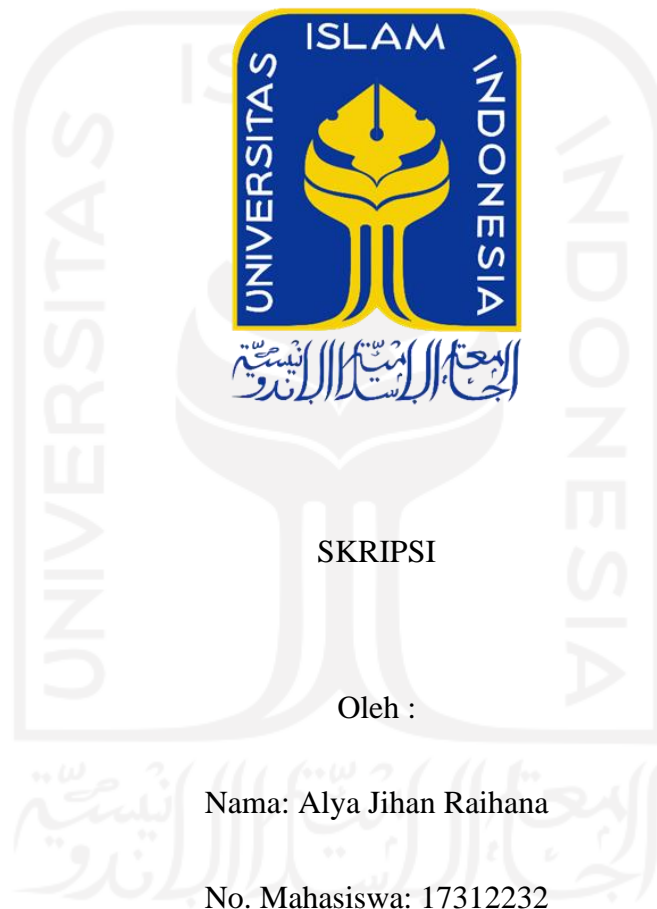 ISLAM
UNIVERSITAS
INDONESIA
الجامعة الإسلامية الإندونيسية
SKRIPSI
Oleh :
Nama: Alya Jihan Raihana
No. Mahasiswa: 17312232